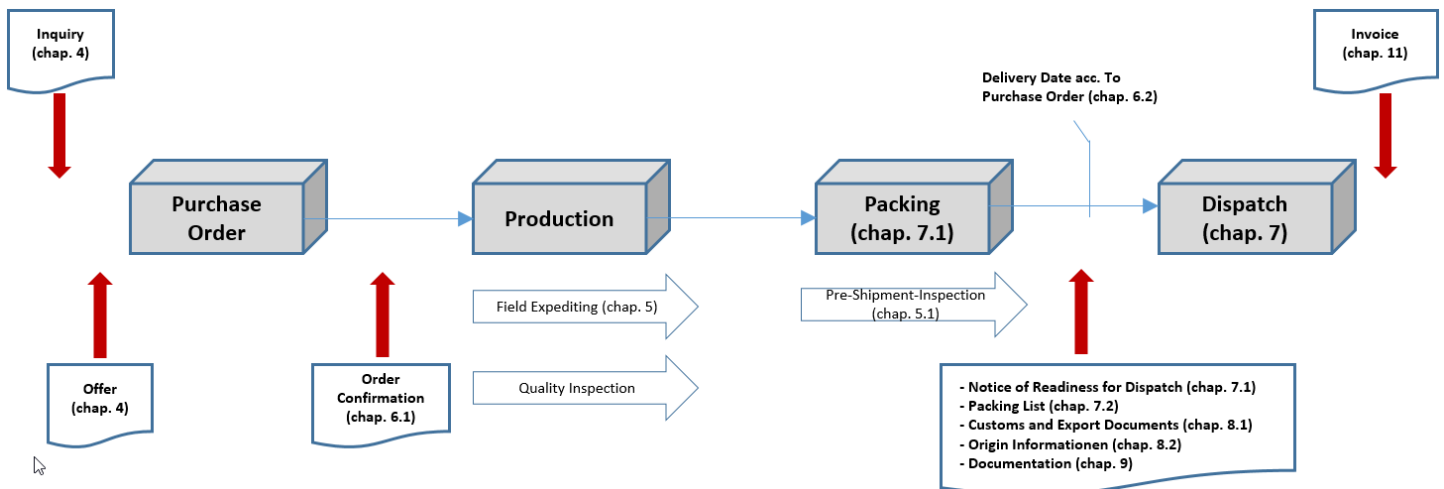 Inquiry
(chap. 4)
Invoice
(chap. 11)
Delivery Date acc. To
Purchase Order (chap. 6.2)
Purchase
Order
Production
Packing
(chap. 7.1)
Dispatch
(chap. 7)
Field Expediting (chap. 5)
Pre-Shipment-Inspection
(chap. 5.1)
Quality Inspection
Offer
(chap. 4)
Order
Confirmation
(chap. 6.1)
- Notice of Readiness for Dispatch (chap. 7.1)
- Packing List (chap. 7.2)
- Customs and Export Documents (chap. 8.1)
- Origin Informationen (chap. 8.2)
- Documentation (chap. 9)